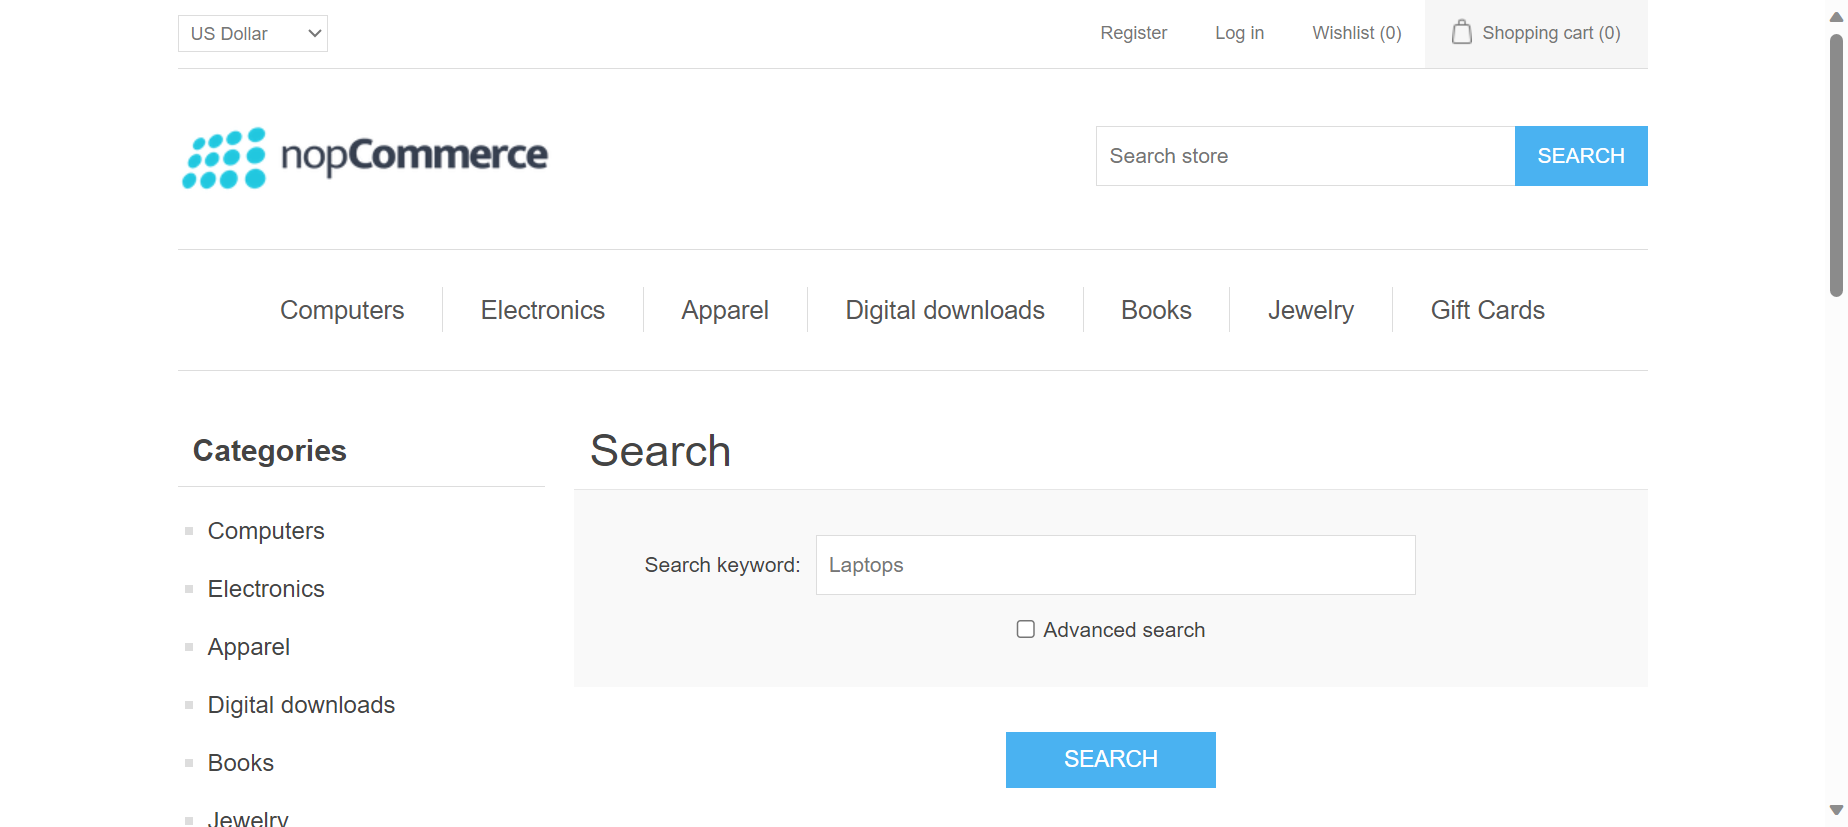 US Dollar Register Log in Wishlist (0) Shopping cart (0)
nopCommerce
Search store SEARCH
Computers Electronics Apparel Digital downloads Books Jewelry Gift Cards
Categories
Computers
Electronics
Apparel
Digital downloads
Books
Jewelry
Search
Search keyword: Laptops
Advanced search
SEARCH